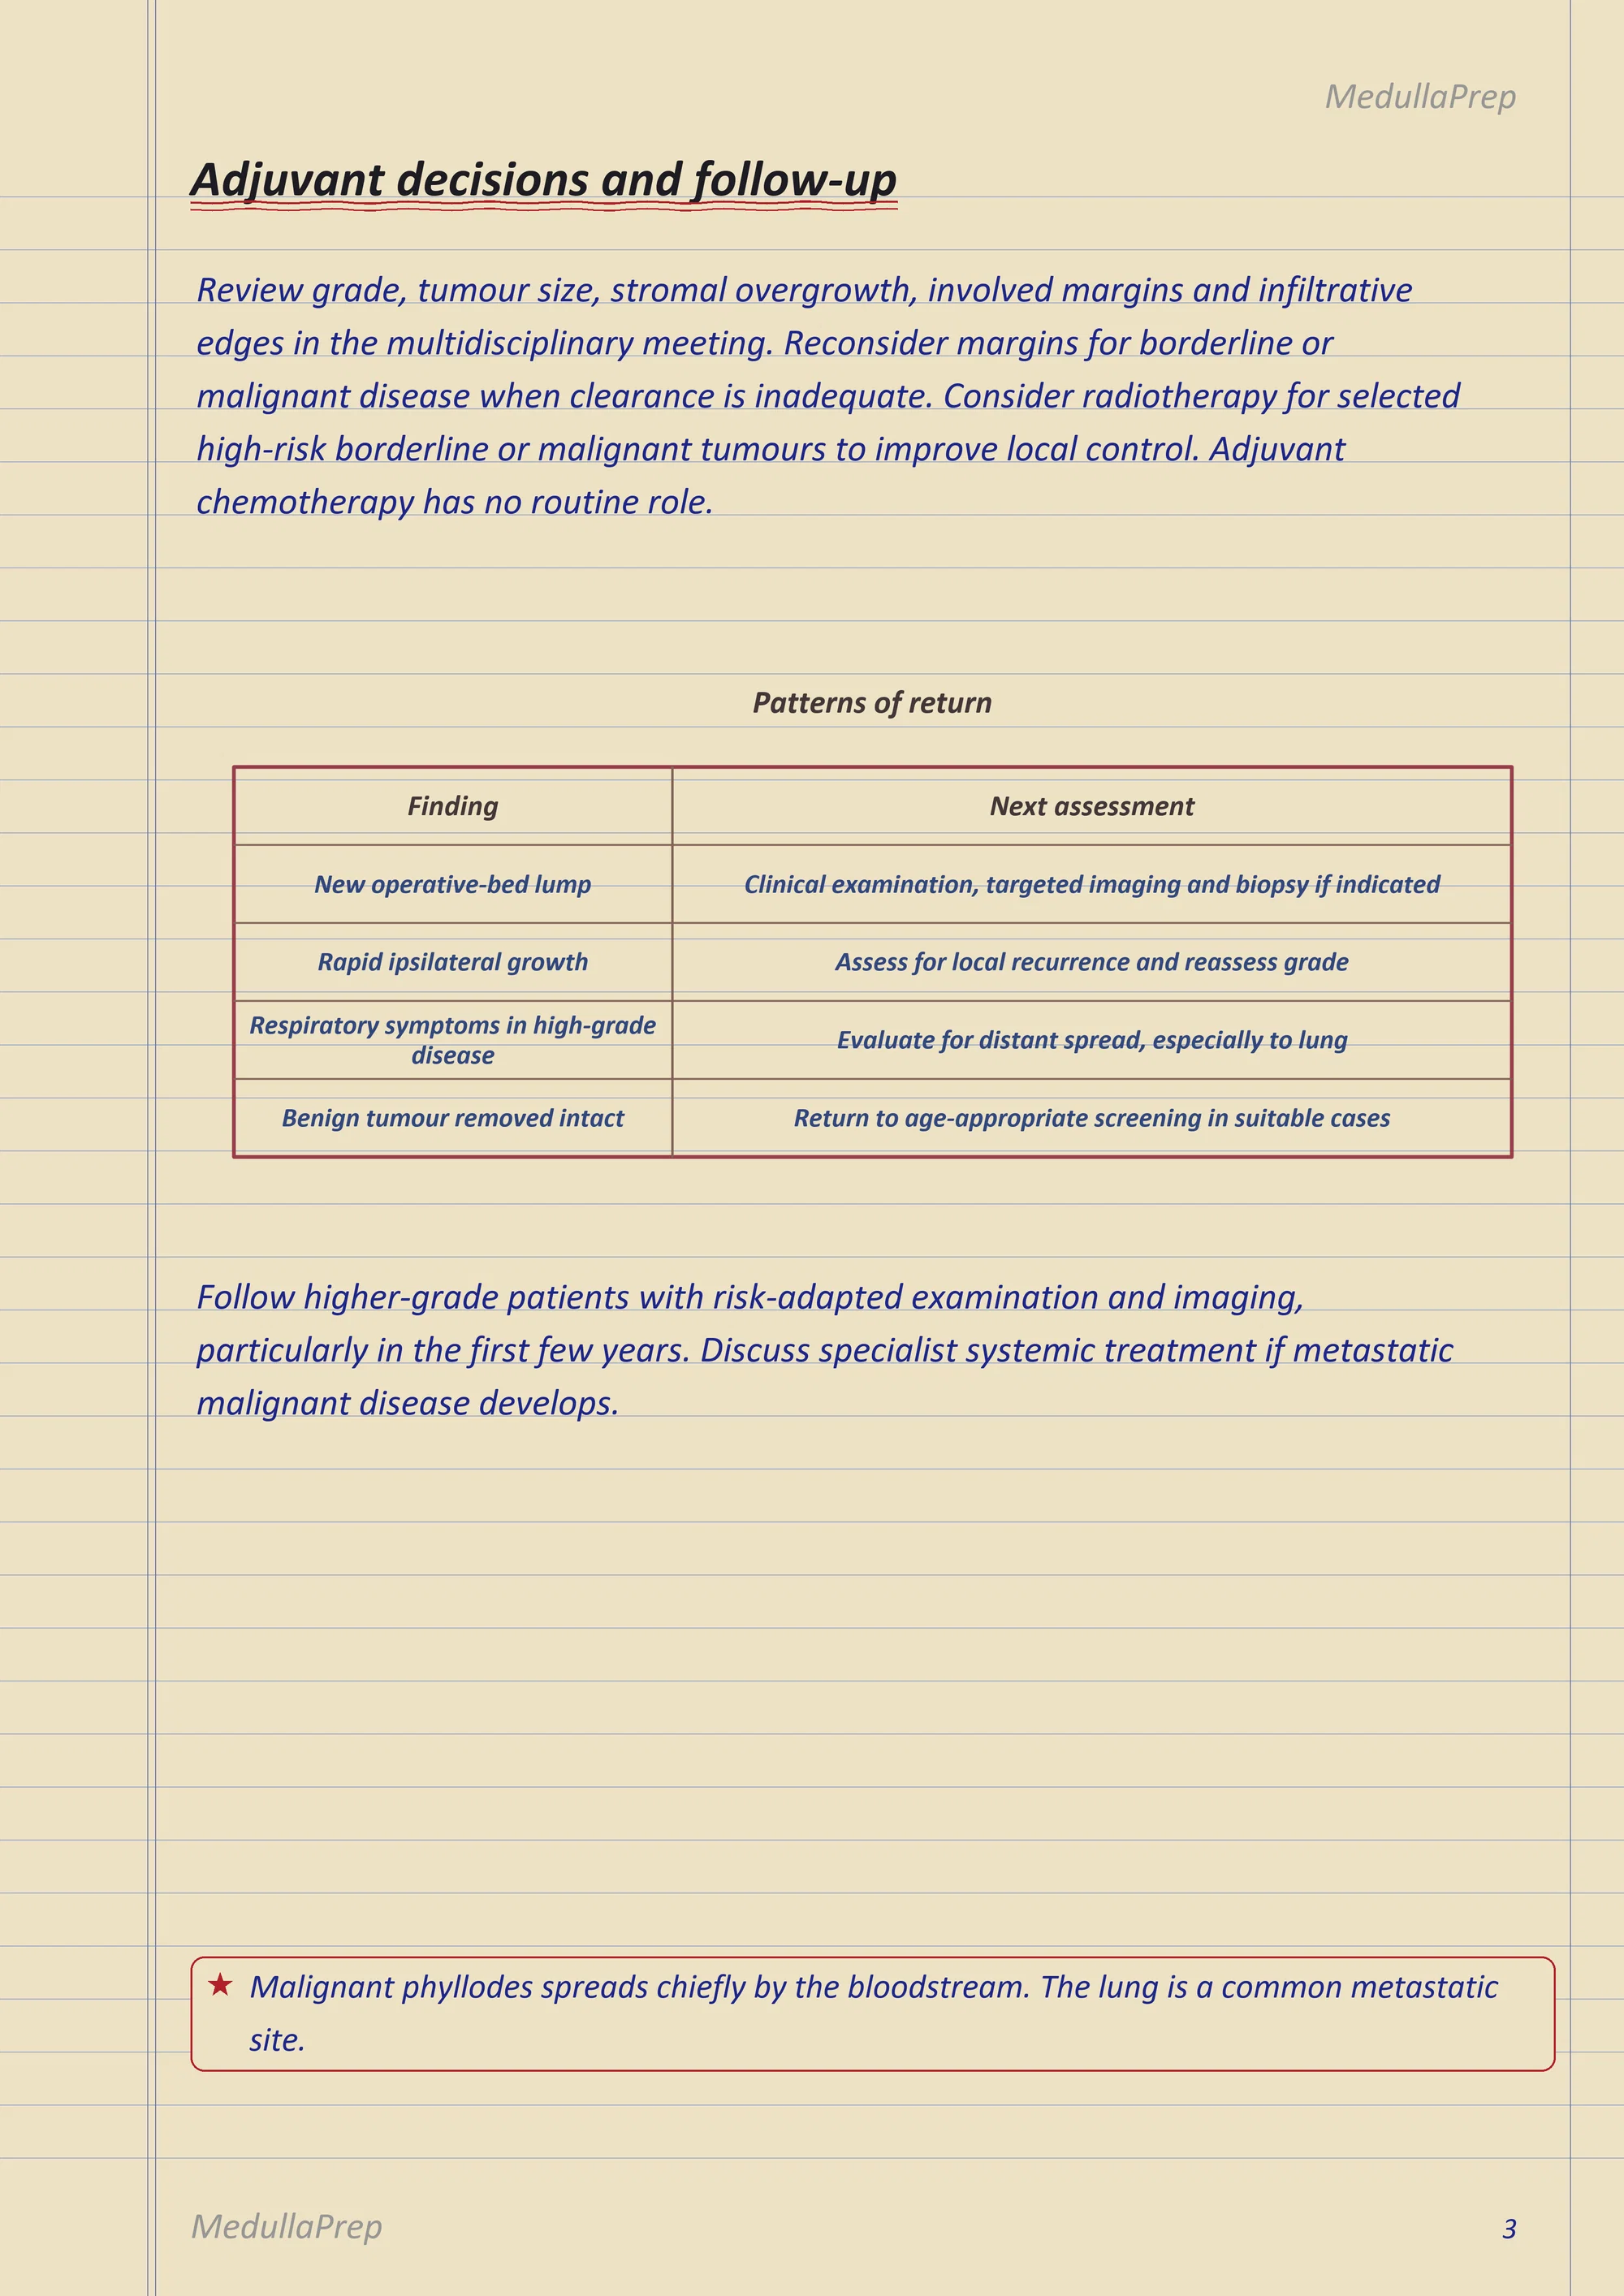 MedullaPrep
Adjuvant decisions and follow-up
Review grade, tumour size, stromal overgrowth, involved margins and infiltrative
edges in the multidisciplinary meeting. Reconsider margins for borderline or
malignant disease when clearance is inadequate. Consider radiotherapy for selected
high-risk borderline or malignant tumours to improve local control. Adjuvant
chemotherapy has no routine role.
Patterns of return
Finding
Next assessment
New operative-bed lump
Clinical examination, targeted imaging and biopsy if indicated
Rapid ipsilateral growth
Assess for local recurrence and reassess grade
Respiratory symptoms in high-grade
disease
Evaluate for distant spread, especially to lung
Benign tumour removed intact
Return to age-appropriate screening in suitable cases
Follow higher-grade patients with risk-adapted examination and imaging,
particularly in the first few years. Discuss specialist systemic treatment if metastatic
malignant disease develops.
★ Malignant phyllodes spreads chiefly by the bloodstream. The lung is a common metastatic
site.
MedullaPrep
3